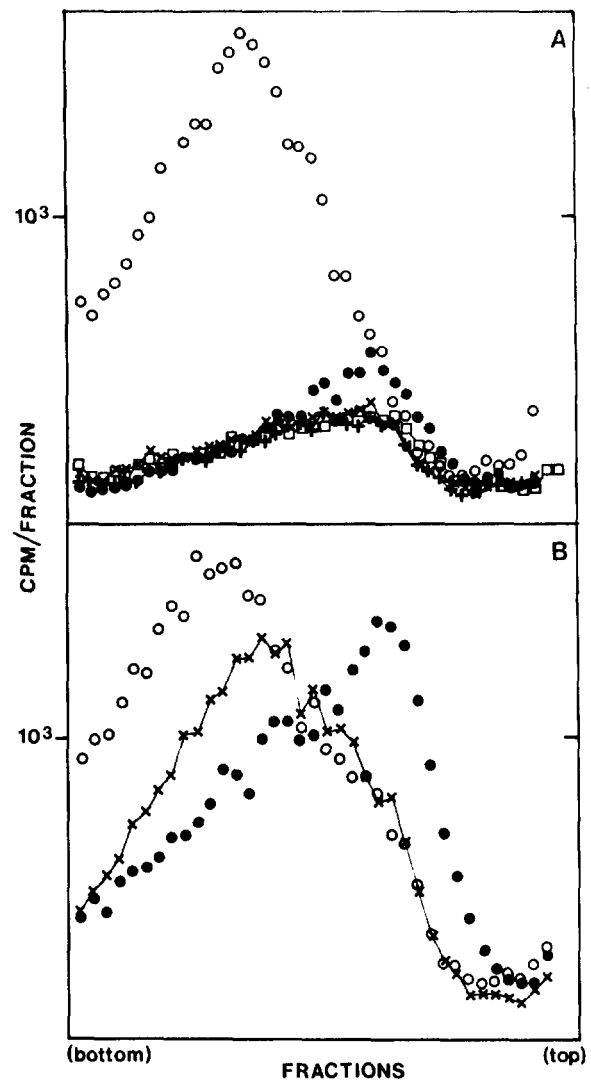 A
10³
CPM/FRACTION
B
10³
(bottom) (top)
FRACTIONS